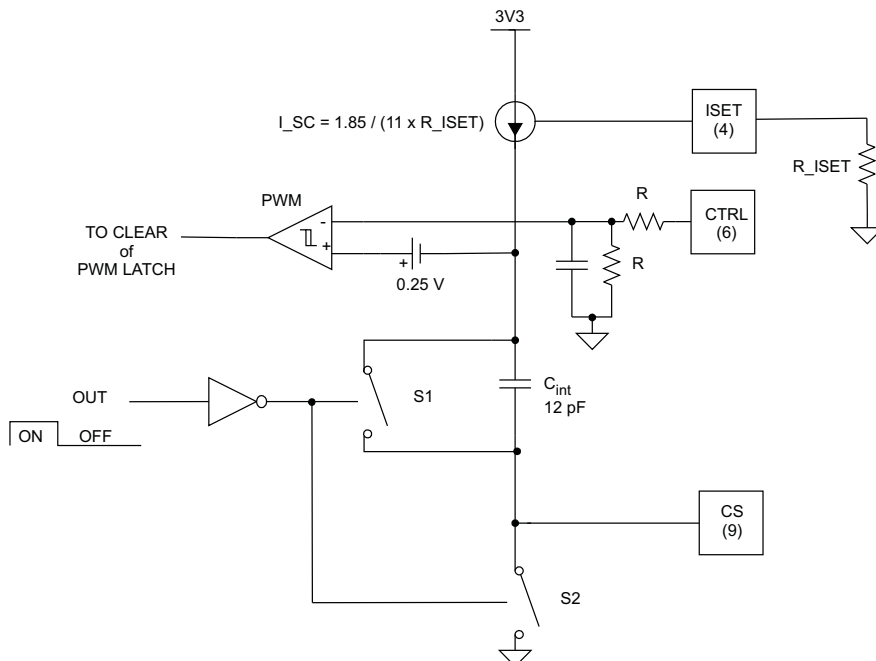 3V3
I_SC = 1.85 / (11 x R_ISET)
ISET
(4)
R_ISET
PWM
-
+
R
CTRL
(6)
TO CLEAR
of
PWM LATCH
+
0.25 V
R
OUT
ON
OFF
S1
Cint
12 pF
CS
(9)
S2